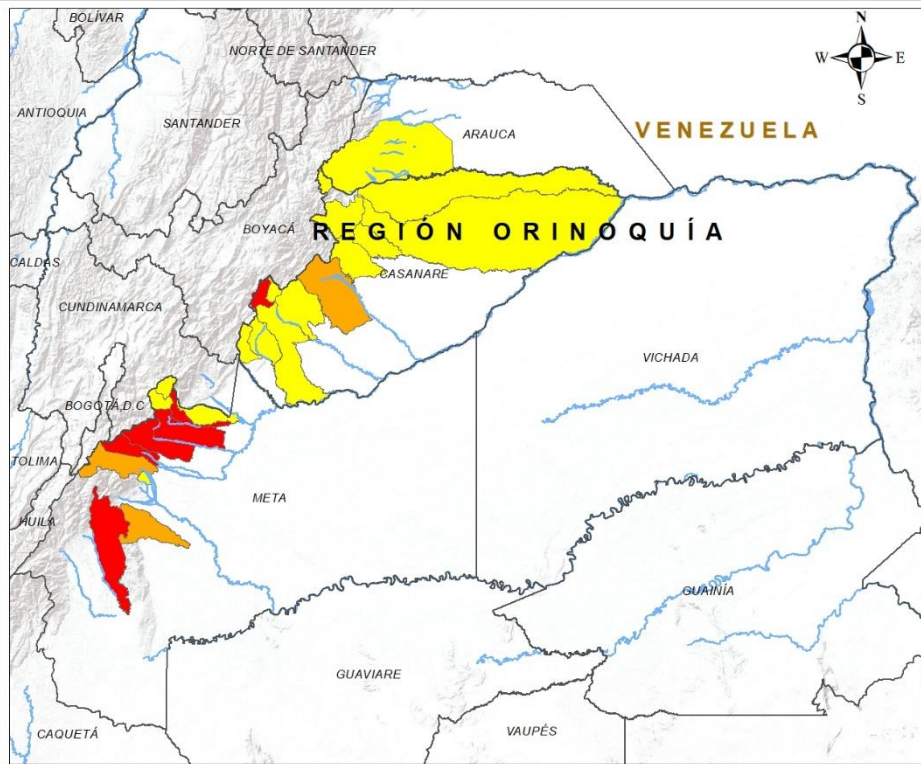 BOLÍVAR
N
NORTE DE SANTANDER
W E
S
ANTIOQUIA
SANTANDER
ARAUCA
VENEZUELA
BOYACÁ
REGIÓN ORINOQUÍA
CALDAS
CASANARE
CUNDINAMARCA
VICHADA
BOGOTÁ,D.C
TOLIMA
META
HUILA
GUAINÍA
GUAVIARE
CAQUETÁ
VAUPÉS